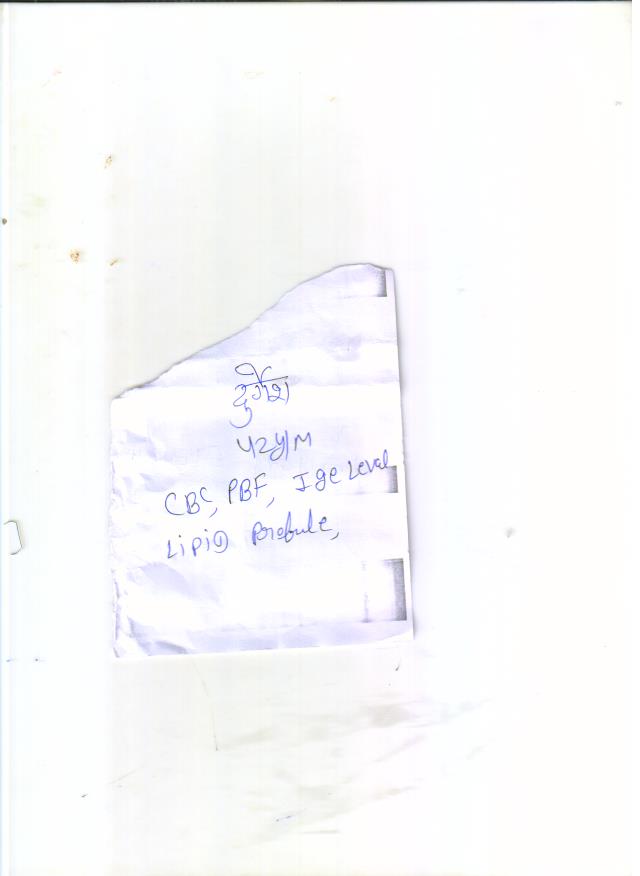 दुर्गेश
42y/M
CBC, PBF, Ige Level
Lipid Profile,